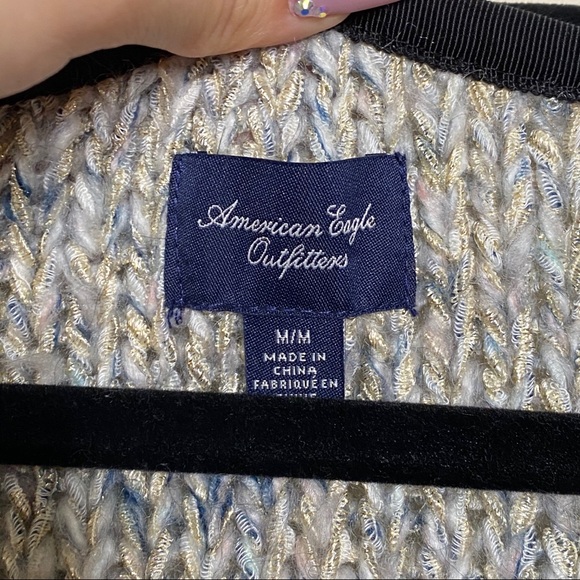 American Eagle
Outfitters
M/M
MADE IN
CHINA
FABRIQUÉ EN